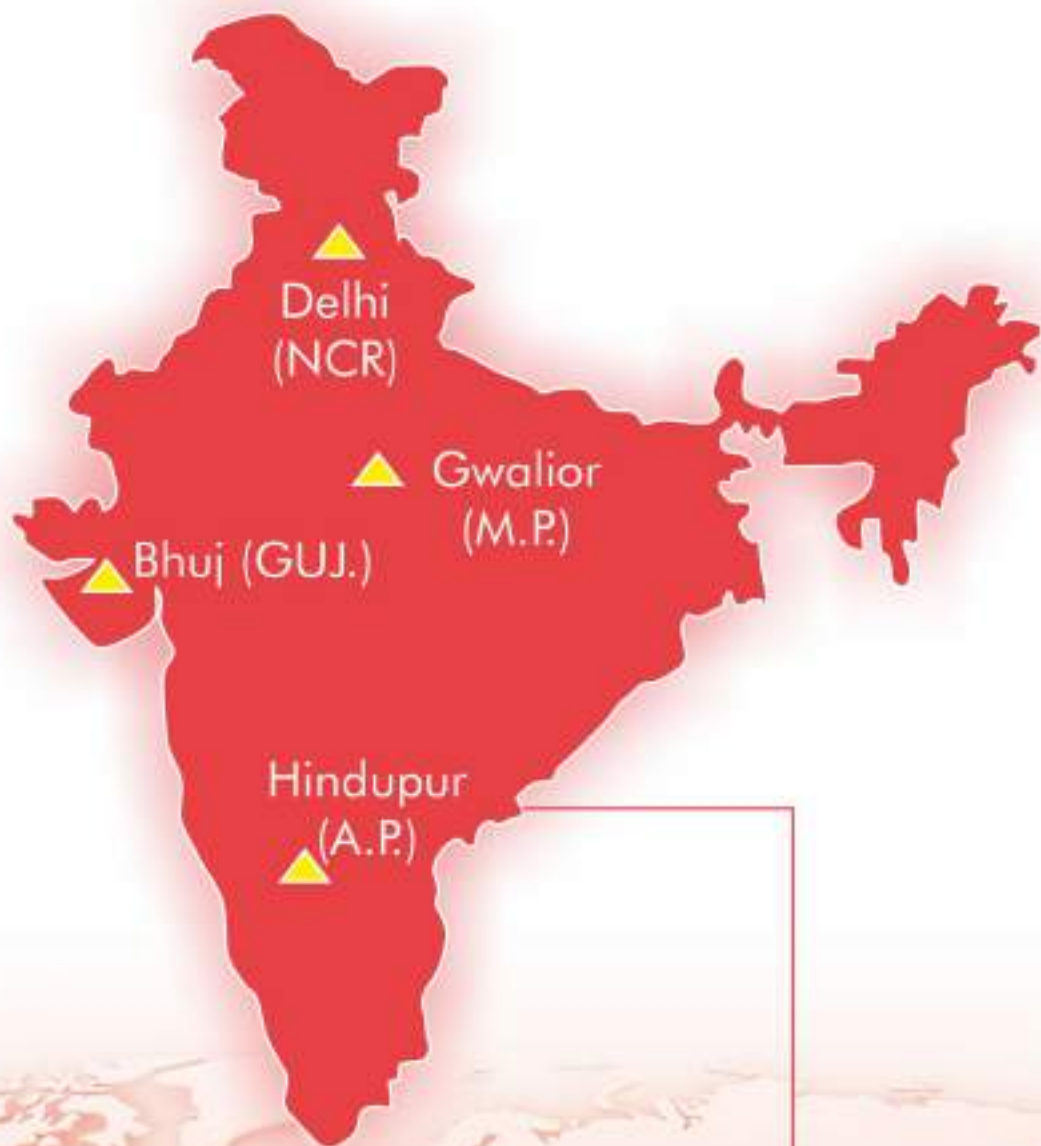 Delhi
(NCR)
Gwalior
(M.P.)
Bhuj (GUJ.)
Hindupur
(A.P.)